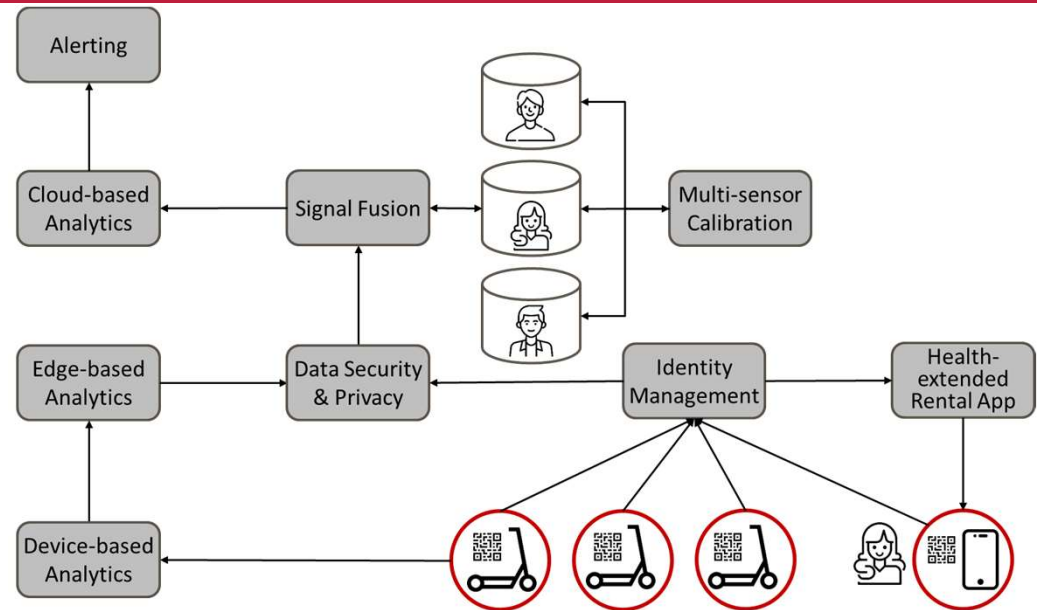 Alerting
Cloud-based
Analytics
Signal Fusion
Multi-sensor
Calibration
Edge-based
Analytics
Data Security
& Privacy
Identity
Management
Health-
extended
Rental App
Device-based
Analytics